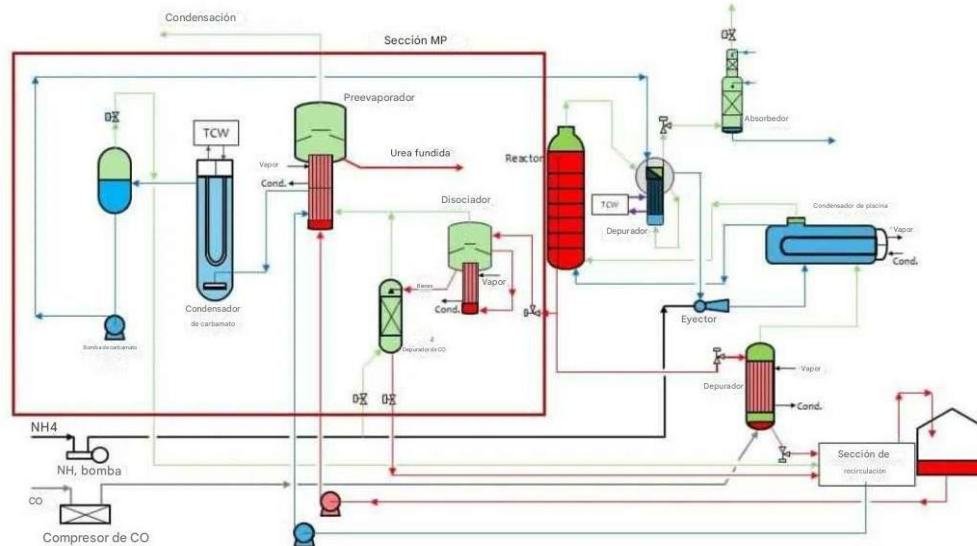 Condensación
Sección MP
Preevaporador
TCW
Vapor
Cond.
Urea fundida
Disociador
Vapor
Cond.
Condensador
de carbamato
Bomba de carbamato
Depurador de CO
Reactor
TCW
Depurador
Absorbedor
Condensador de piscina
Vapor
Cond.
Eyector
Depurador
Vapor
Cond.
NH4
NH, bomba
CO
Compresor de CO
Sección de
recirculación